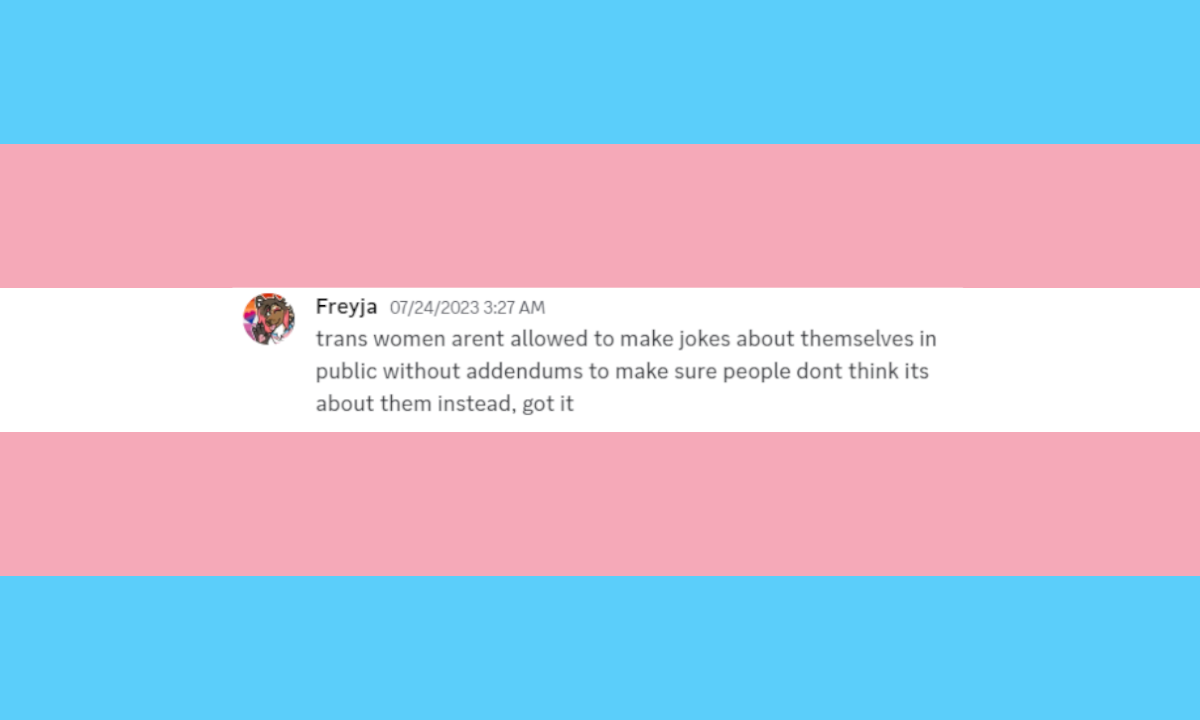 Freyja 07/24/2023 3:27 AM
trans women arent allowed to make jokes about themselves in
public without addendums to make sure people dont think its
about them instead, got it